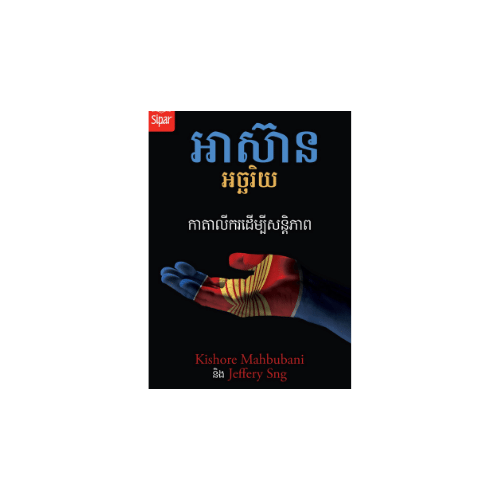 Sipar
អាស៊ាន
អច្ឆរិយ
កាតាលីករដើម្បីសន្តិភាព
Kishore Mahbubani
និង Jeffery Sng